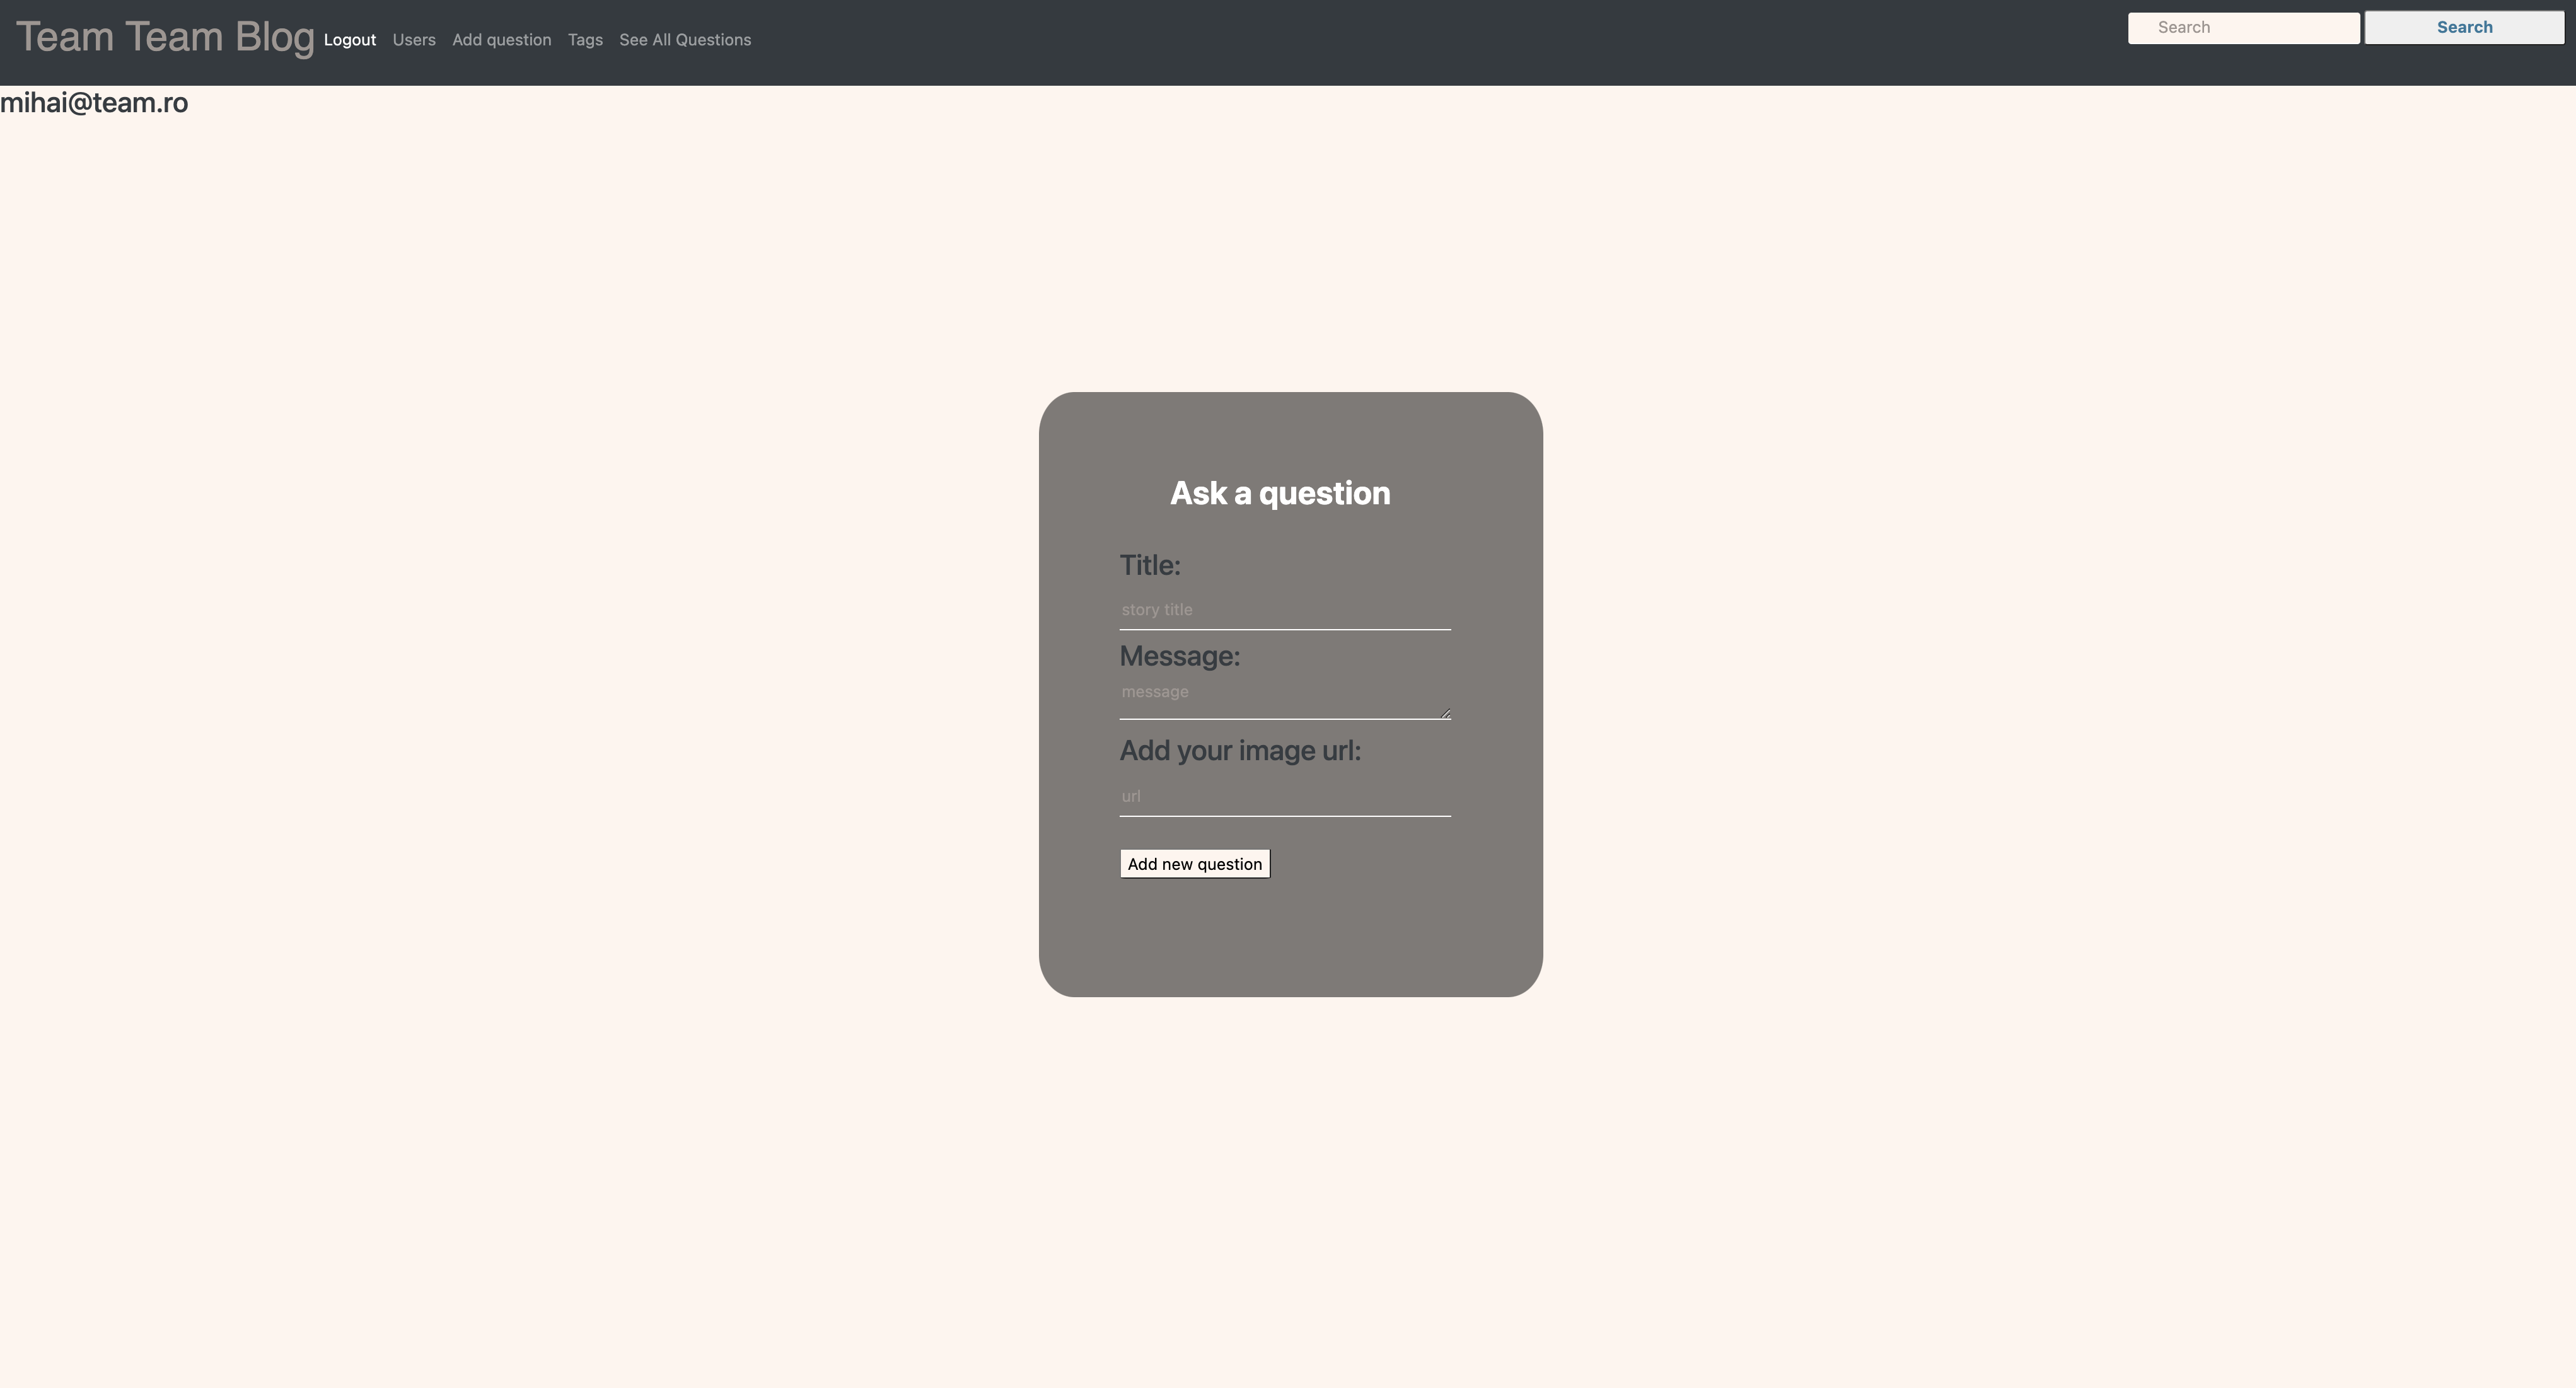 Team Team Blog Logout Users Add question Tags See All Questions Search Search
mihai@team.ro
Ask a question
Title:
story title
Message:
message
Add your image url:
url
Add new question